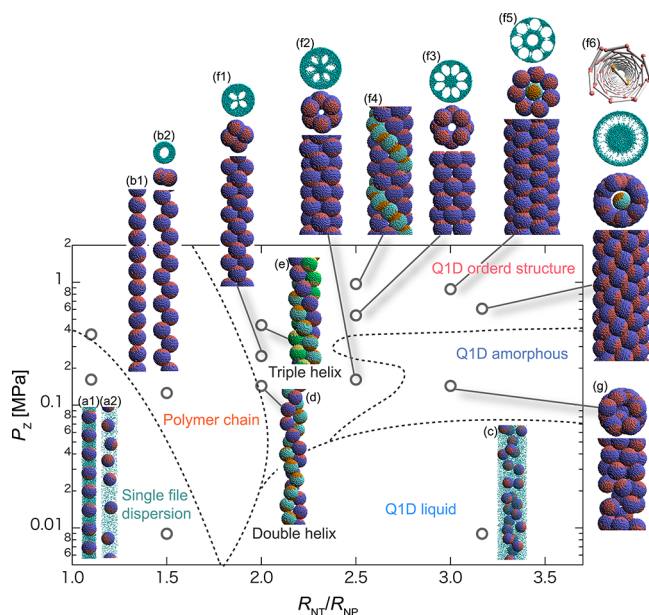 (f5)
(f6)
(f2)
(f3)
(f1)
(f4)
(b2)
(b1)
2
(e)
Q1D orderd structure
1
8
6
4
Q1D amorphous
2
Triple helix
(g)
(d)
P_Z [MPa]
0.1
Polymer chain
8
6
(a1) (a2)
4
(c)
2
Single file
dispersion
Q1D liquid
Double helix
0.01
8
6
1.0 1.5 2.0 2.5 3.0 3.5
R_NT/R_NP